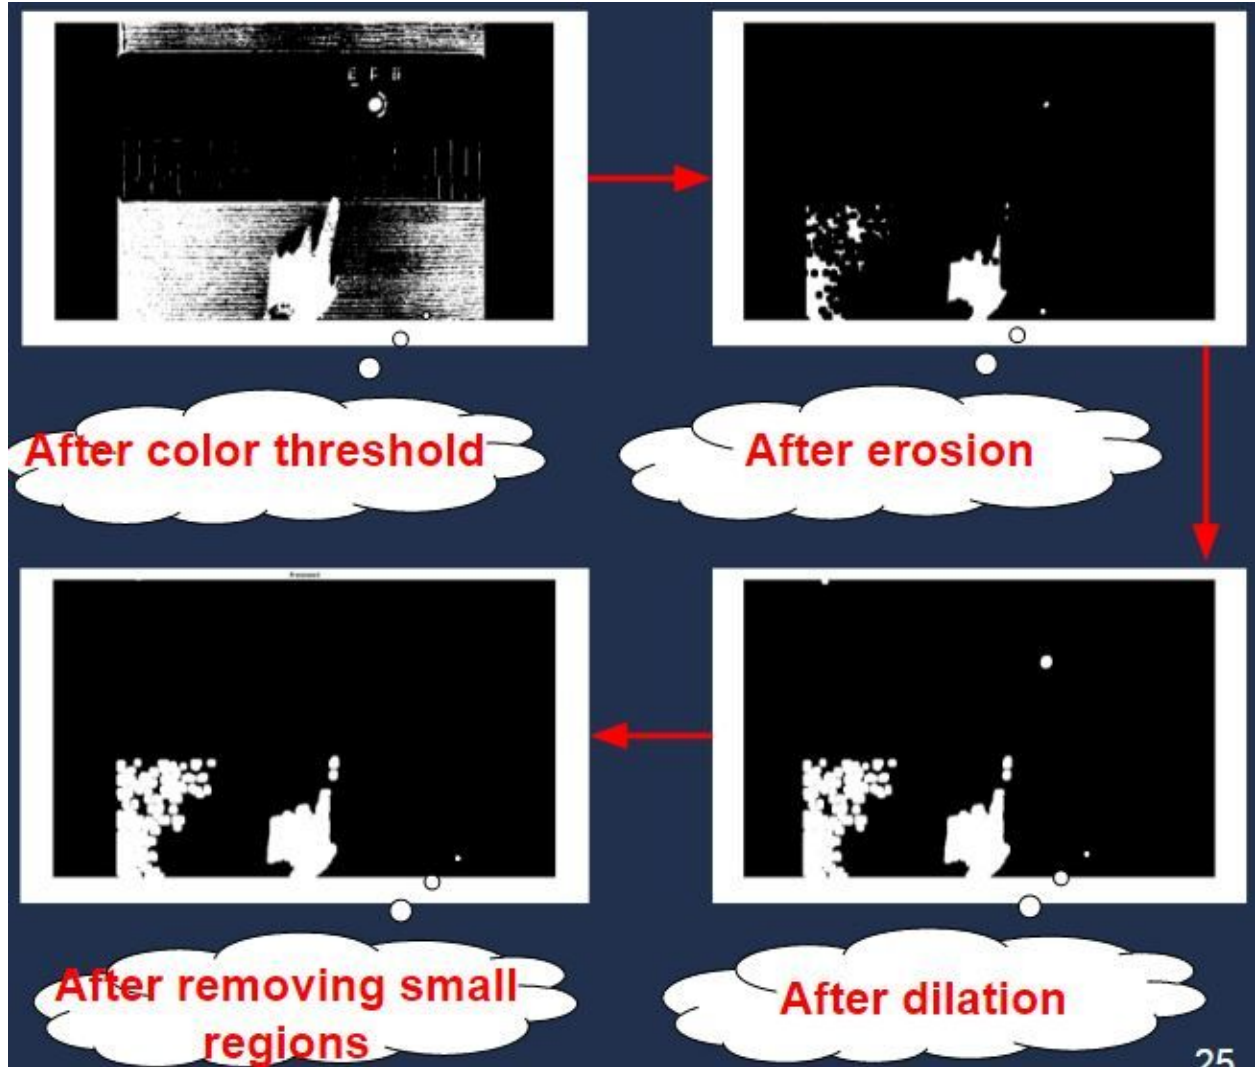 After color threshold
After erosion
After removing small
regions
After dilation
25